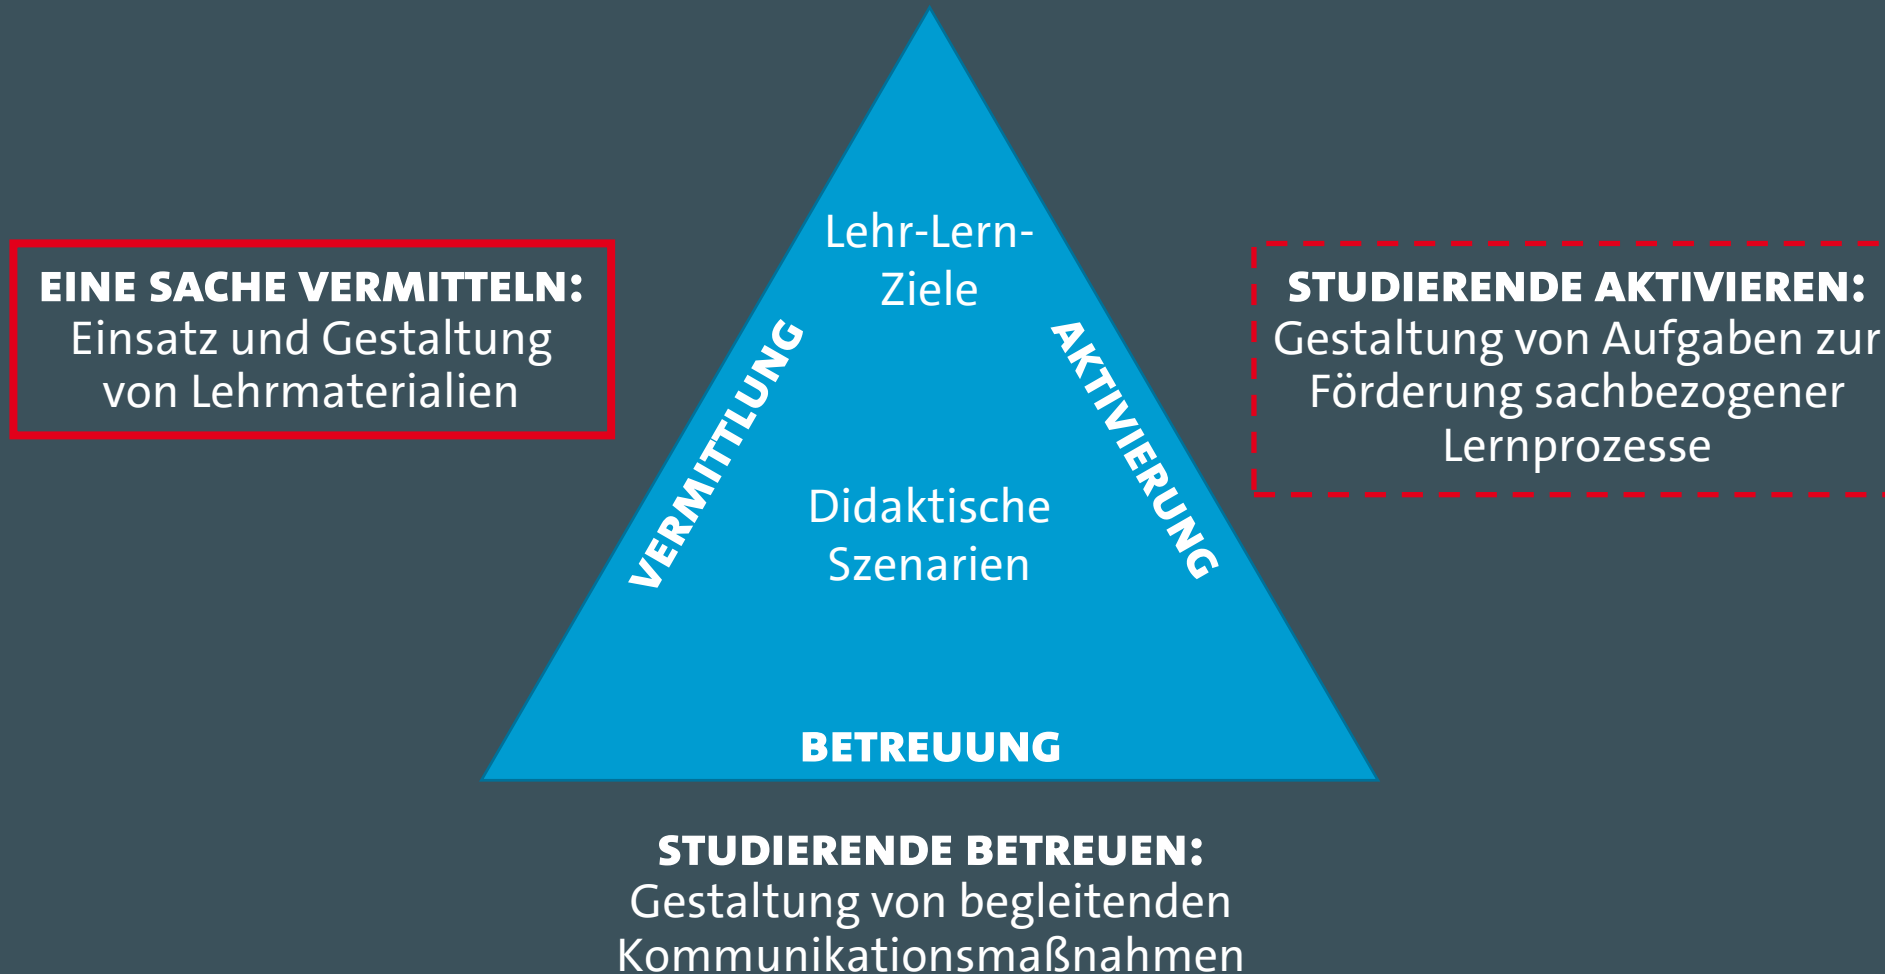 Lehr-Lern-
Ziele
EINE SACHE VERMITTELN:
Einsatz und Gestaltung
von Lehrmaterialien
VERMITTLUNG
AKTIVIERUNG
STUDIERENDE AKTIVIEREN:
Gestaltung von Aufgaben zur
Förderung sachbezogener
Lernprozesse
Didaktische
Szenarien
BETREUUNG
STUDIERENDE BETREUEN:
Gestaltung von begleitenden
Kommunikationsmaßnahmen